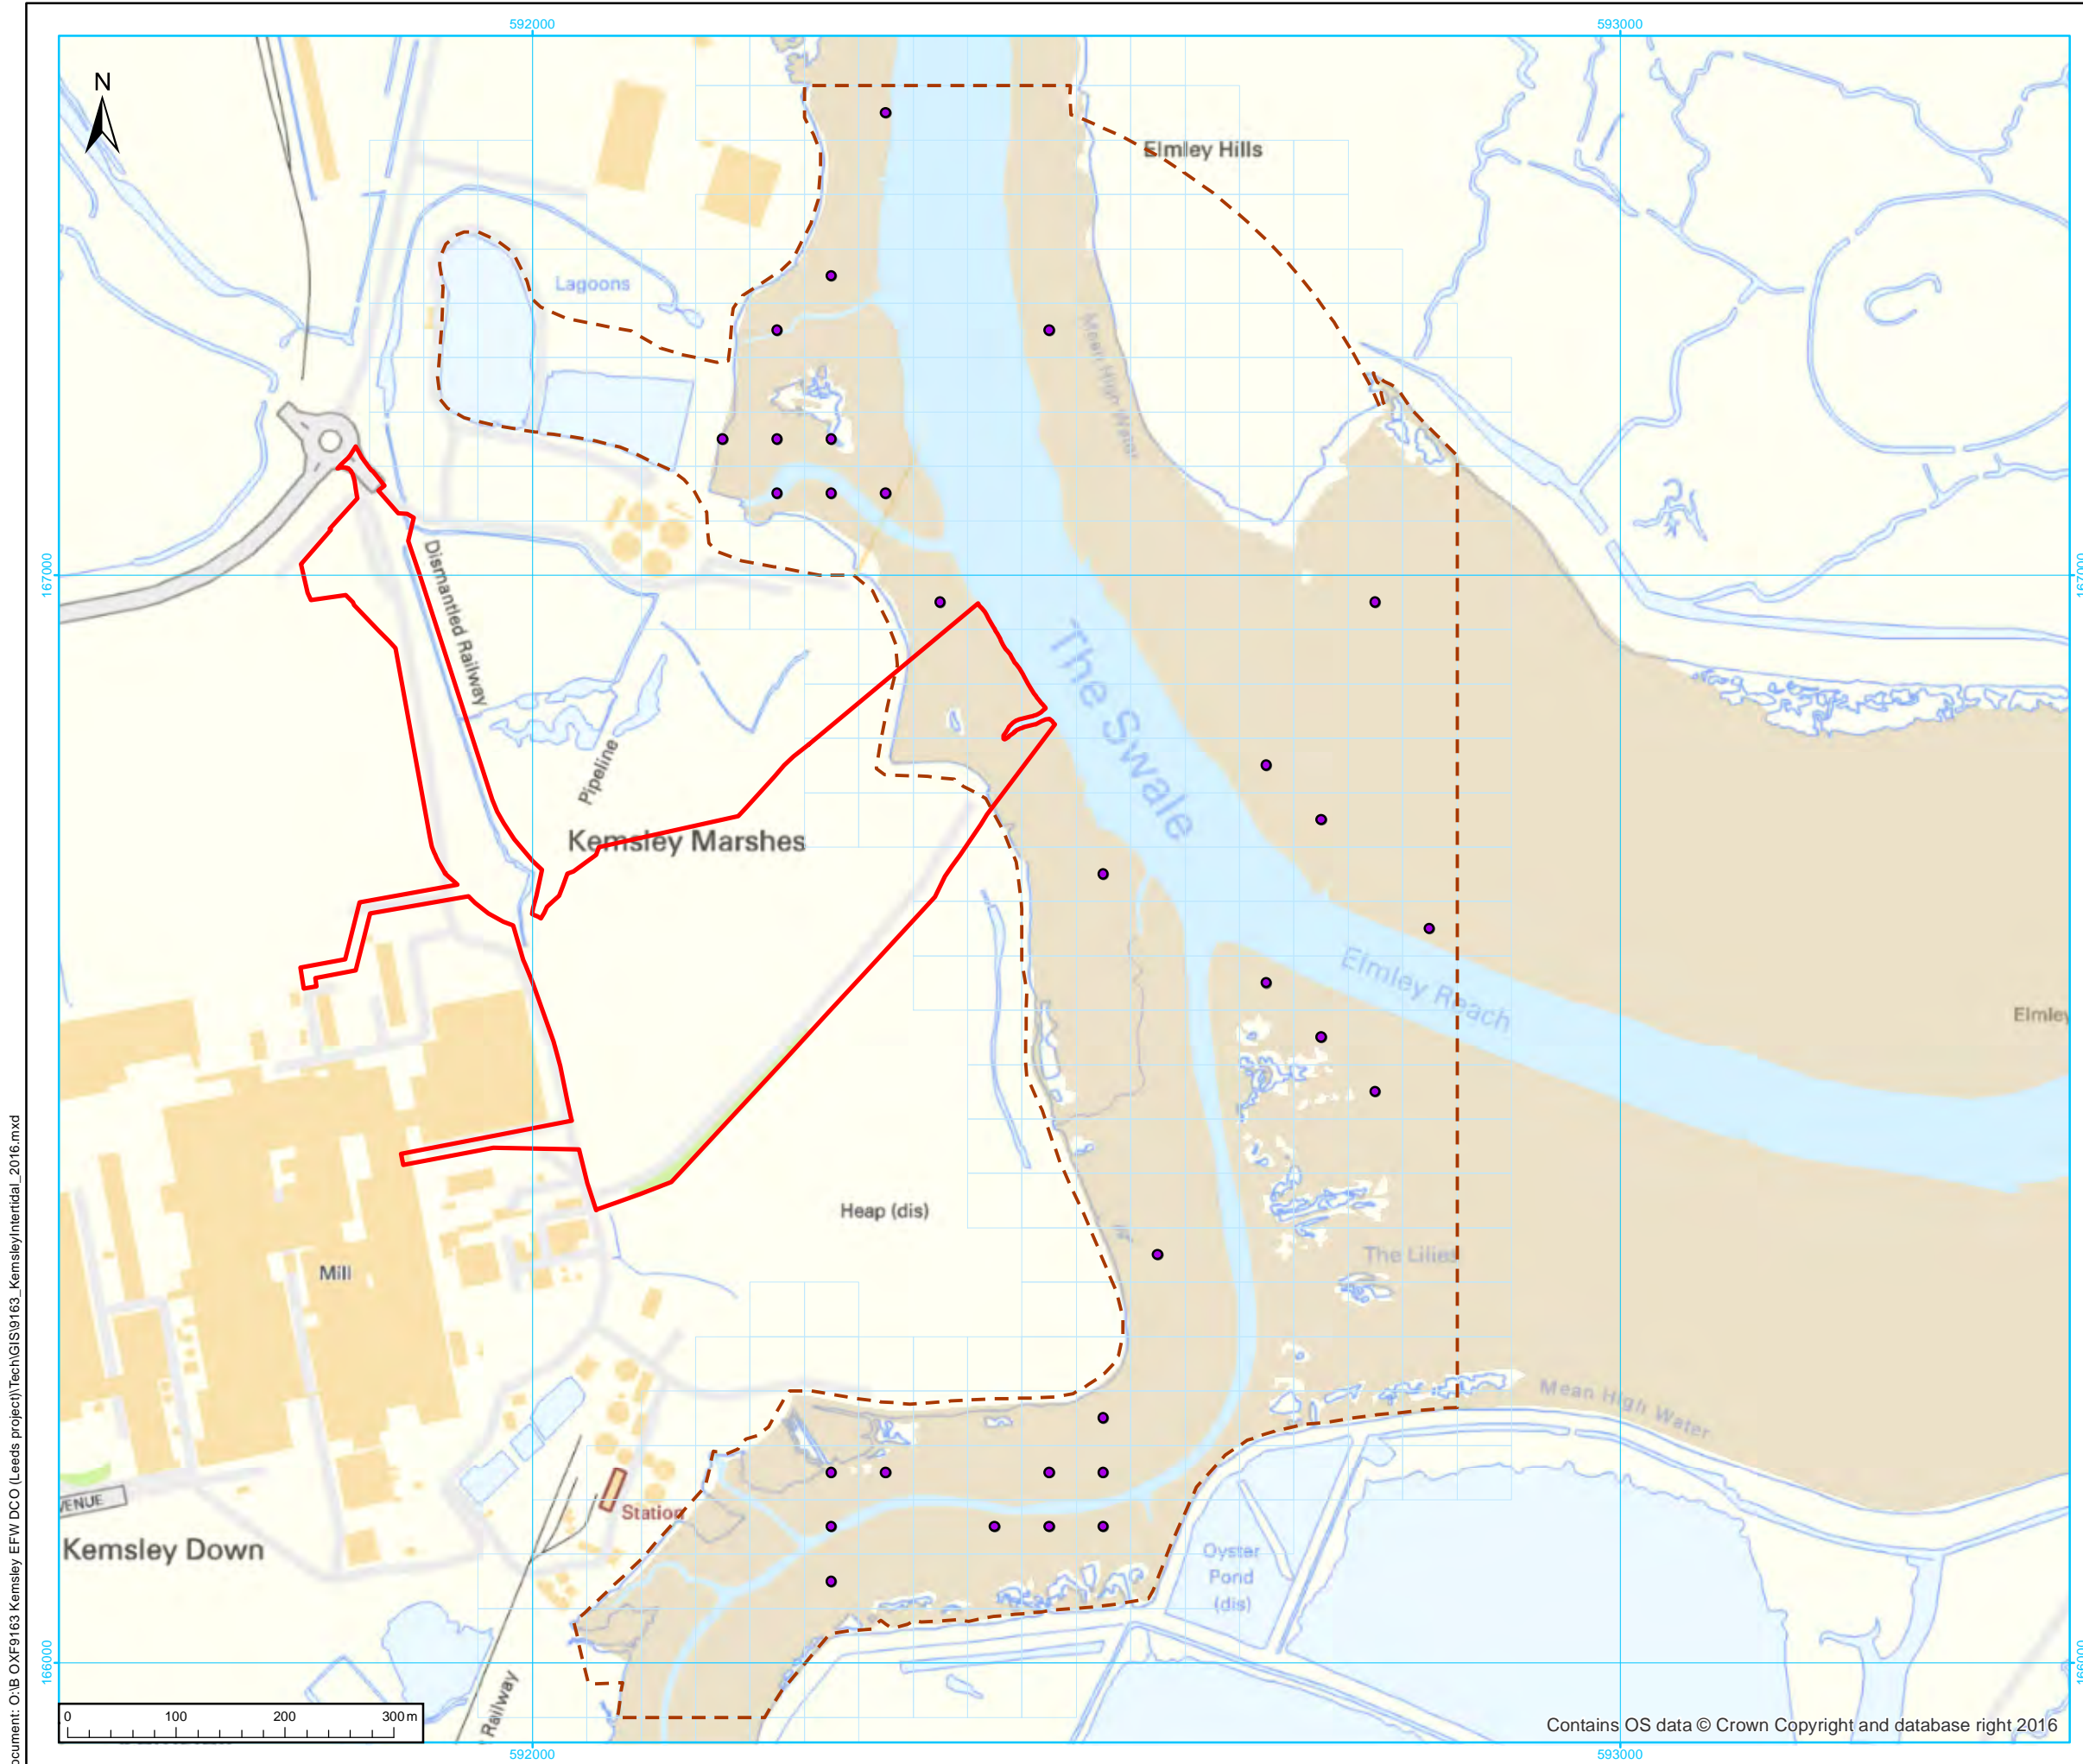 592000
593000
N
Elmley Hills
Lagoons
Mean High Water
167000
167000
Dismantled Railway
The Swale
Pipeline
Kemsley Marshes
Elmley Reach
Elmley
Heap (dis)
The Lilies
Mill
Mean High Water
VENUE
Station
Kemsley Down
Oyster
Pond
(dis)
166000
166000
Railway
0 100 200 300 m
Contains OS data © Crown Copyright and database right 2016
592000
593000
ocument: O:\B OXF9163 Kemsley EFW DCO (Leeds project)\Tech\GIS\9163_KemsleyIntertidal_2016.mxd